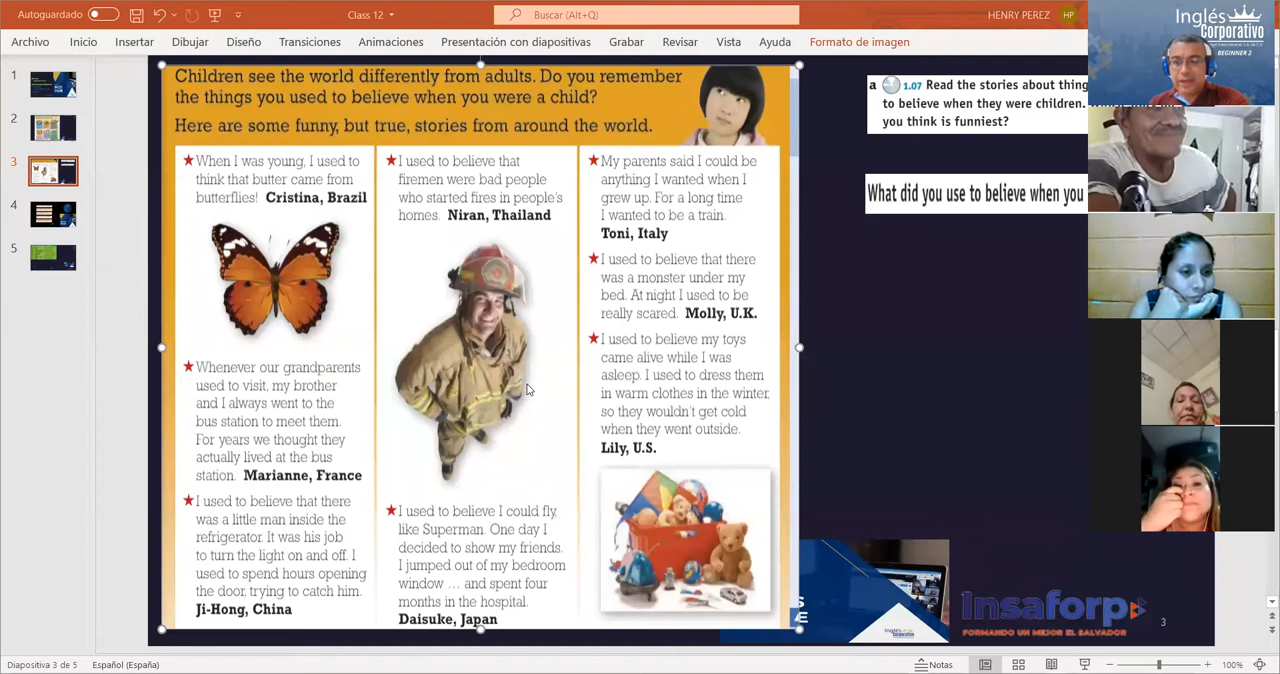 Autoguardado
Class 12
Buscar (Alt+Q)
HENRY PEREZ
HP
Archivo
Inicio
Insertar
Dibujar
Diseño
Transiciones
Animaciones
Presentación con diapositivas
Grabar
Revisar
Vista
Ayuda
Formato de imagen
Inglés
Corporativo
BEGINNER 2
1
2
3
4
5
Children see the world differently from adults. Do you remember
the things you used to believe when you were a child?
Here are some funny, but true, stories from around the world.
When I was young, I used to
think that butter came from
butterflies! Cristina, Brazil
Whenever our grandparents
used to visit, my brother
and I always went to the
bus station to meet them.
For years we thought they
actually lived at the bus
station. Marianne, France
I used to believe that there
was a little man inside the
refrigerator. It was his job
to turn the light on and off. I
used to spend hours opening
the door, trying to catch him.
Ji-Hong, China
I used to believe that
firemen were bad people
who started fires in people's
homes. Niran, Thailand
I used to believe I could fly,
like Superman. One day I
decided to show my friends.
I jumped out of my bedroom
window ... and spent four
months in the hospital.
Daisuke, Japan
My parents said I could be
anything I wanted when I
grew up. For a long time
I wanted to be a train.
Toni, Italy
I used to believe that there
was a monster under my
bed. At night I used to be
really scared. Molly, U.K.
I used to believe my toys
came alive while I was
asleep. I used to dress them
in warm clothes in the winter,
so they wouldn't get cold
when they went outside.
Lily, U.S.
a 1.07 Read the stories about thing
to believe when they were children.
you think is funniest?
What did you use to believe when you
Insaforp
FORMANDO UN MEJOR EL SALVADOR
3
Diapositiva 3 de 5
Español (España)
Notas
100%